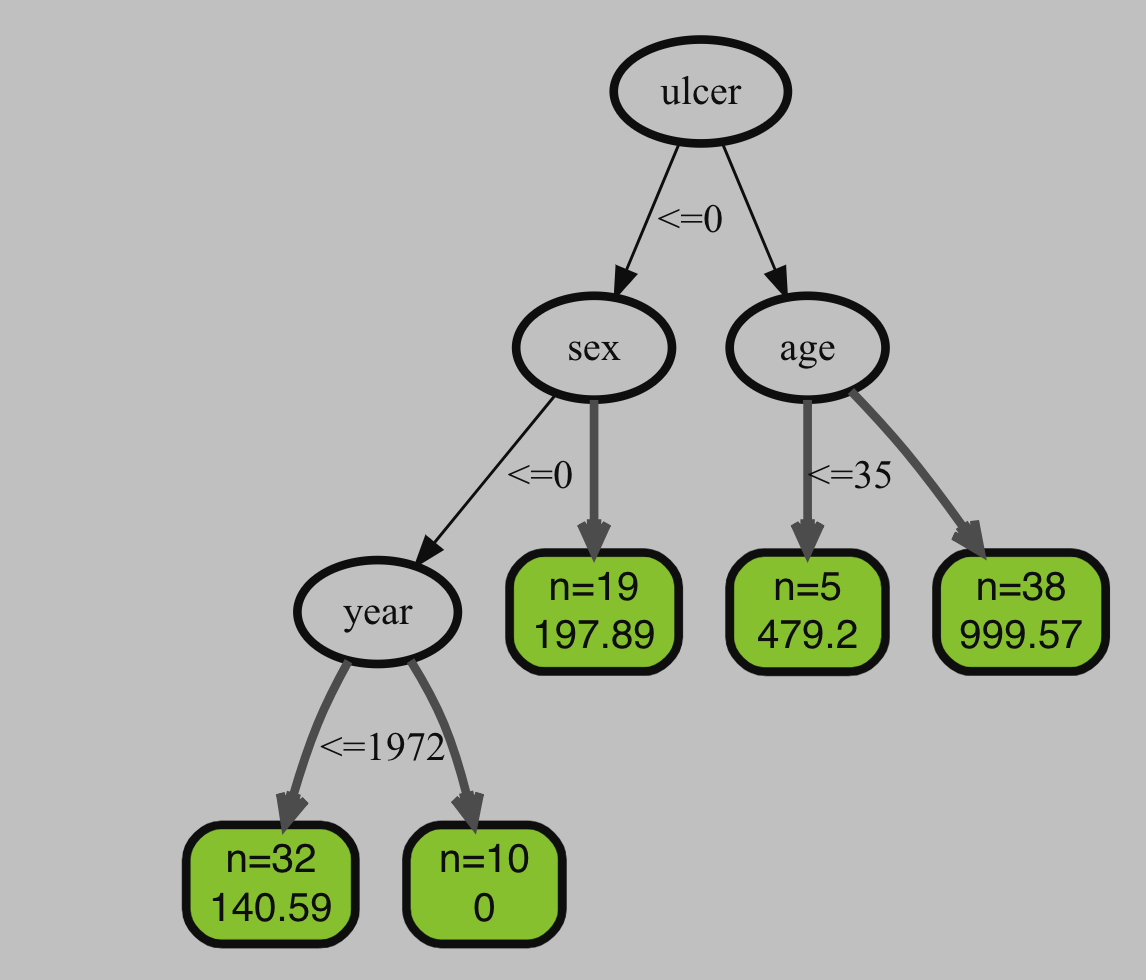 ulcer
<=0
sex
age
<=0
<=35
year
n=19
197.89
n=5
479.2
n=38
999.57
<=1972
n=32
140.59
n=10
0